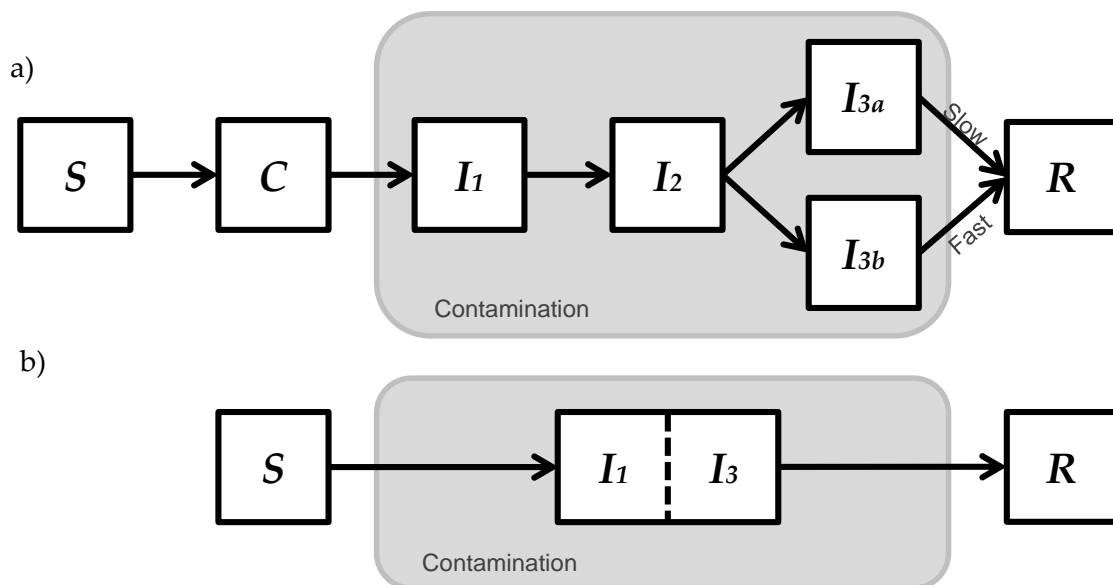 a)
S
C
I1
I2
I3a
I3b
Slow
Fast
R
Contamination
b)
S
I1
I3
R
Contamination